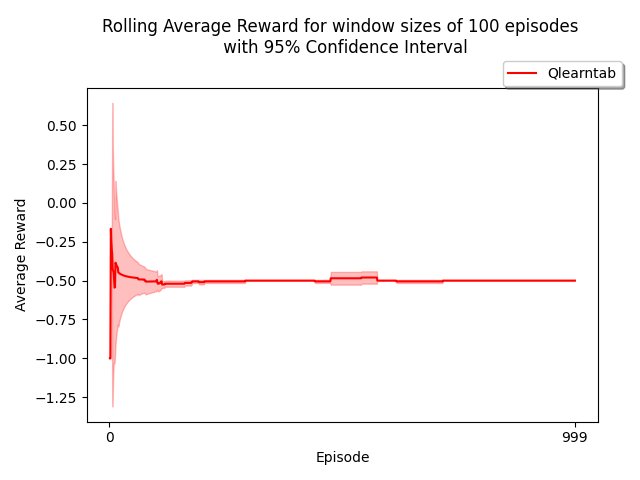 Rolling Average Reward for window sizes of 100 episodes
with 95% Confidence Interval
Qlearntab
0.50
0.25
0.00
−0.25
−0.50
−0.75
−1.00
−1.25
Average Reward
0
999
Episode